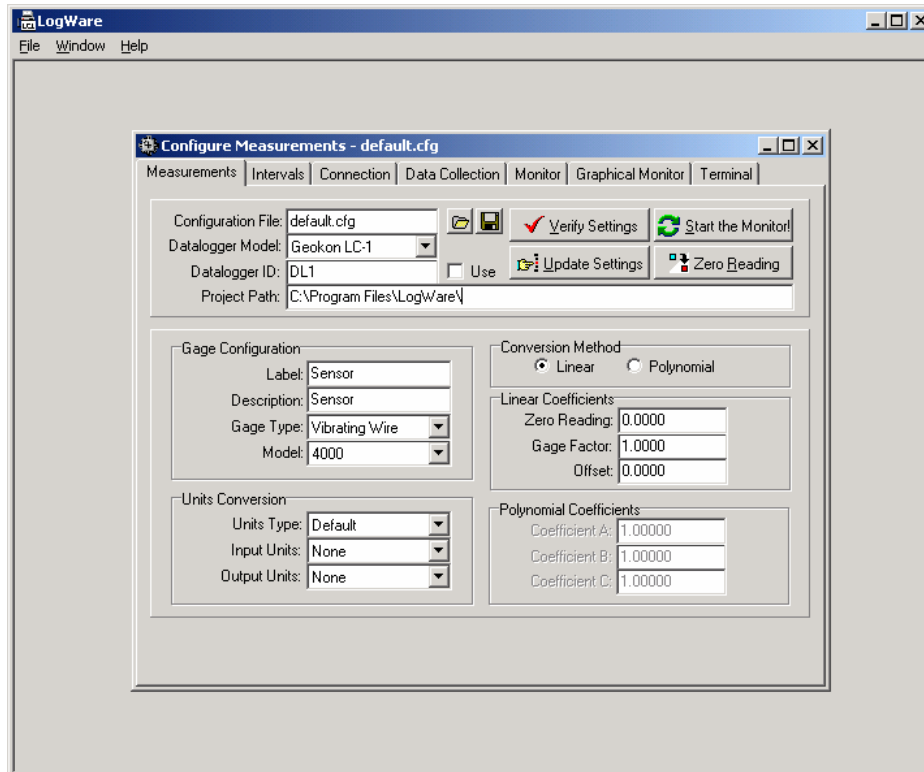 LogWare
File Window Help
Configure Measurements - default.cfg
Measurements Intervals Connection Data Collection Monitor Graphical Monitor Terminal
Configuration File: default.cfg Verify Settings Start the Monitor!
Datalogger Model: Geokon LC-1
Datalogger ID: DL1 Use Update Settings Zero Reading
Project Path: C:\Program Files\LogWare\
Gage Configuration
Label: Sensor
Description: Sensor
Gage Type: Vibrating Wire
Model: 4000
Conversion Method
Linear Polynomial
Linear Coefficients
Zero Reading: 0.0000
Gage Factor: 1.0000
Offset: 0.0000
Units Conversion
Units Type: Default
Input Units: None
Output Units: None
Polynomial Coefficients
Coefficient A: 1.00000
Coefficient B: 1.00000
Coefficient C: 1.00000